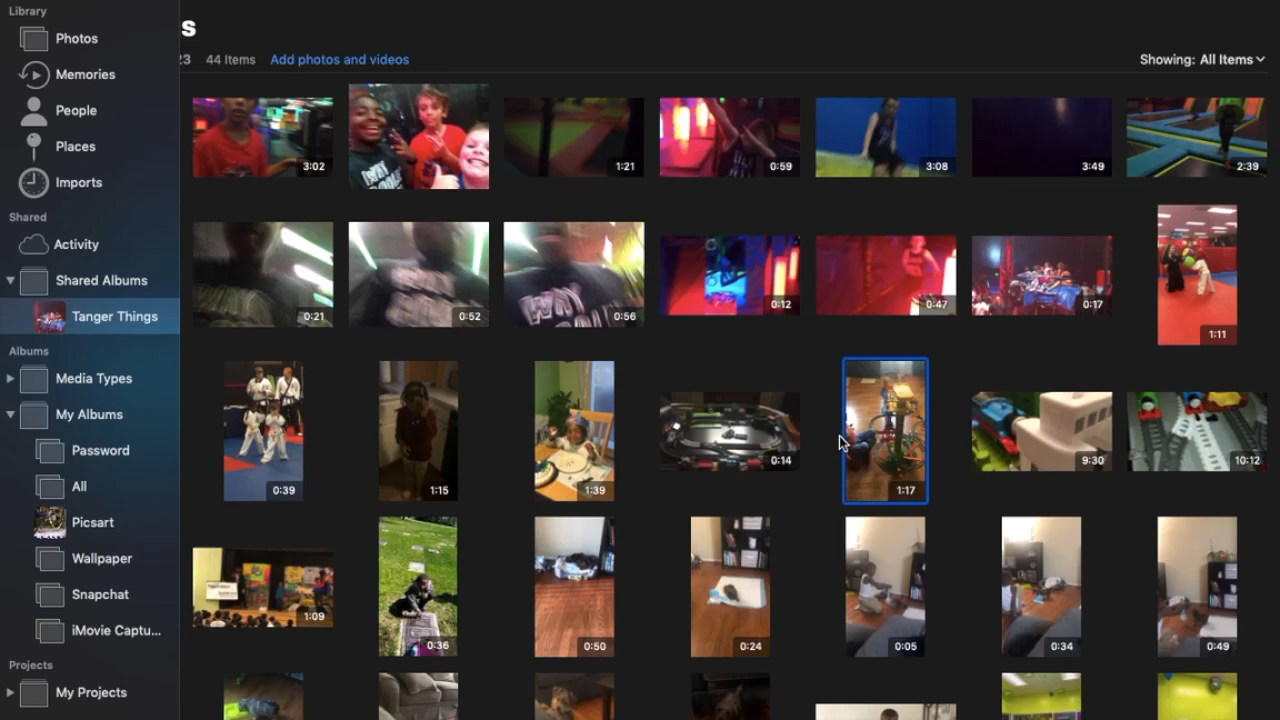 Library
Photos
Memories
People
Places
Imports
Shared
Activity
Shared Albums
Tanger Things
Albums
Media Types
My Albums
Password
All
Picsart
Wallpaper
Snapchat
iMovie Captu...
Projects
My Projects
s
23 44 Items Add photos and videos Showing: All Items
3:02 1:21 0:59 3:08 3:49 2:39
0:21 0:52 0:56 0:12 0:47 0:17 1:11
0:39 1:15 1:39 0:14 1:17 9:30 10:12
1:09 0:36 0:50 0:24 0:05 0:34 0:49